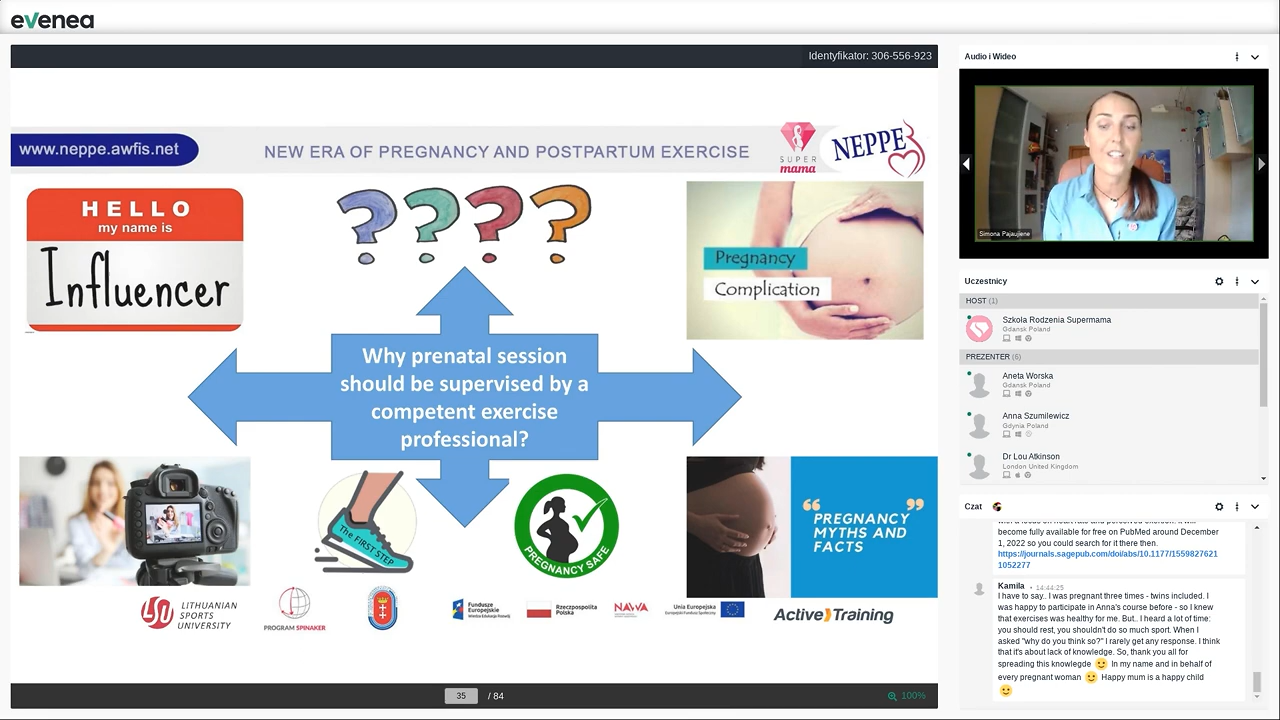 evenea
Identyfikator: 306-556-923
www.neppe.awfis.net
NEW ERA OF PREGNANCY AND POSTPARTUM EXERCISE
SUPER
mama
NEPPE
HELLO
my name is
Influencer
????
Pregnancy
Complication
Why prenatal session
should be supervised by a
competent exercise
professional?
The FIRST STEP
PREGNANCY SAFE
“ ”
PREGNANCY
MYTHS AND
FACTS
LSU
LITHUANIAN
SPORTS
UNIVERSITY
PROGRAM SPINAKER
Fundusze
Europejskie
Wiedza Edukacja Rozwój
Rzeczpospolita
Polska
NAWA
Unia Europejska
Europejski Fundusz Społeczny
Active Training
35 / 84
100%
Audio i Wideo
Simona Pajaujiene
Uczestnicy
HOST (1)
Szkoła Rodzenia Supermama
Gdansk Poland
PREZENTER (6)
Aneta Worska
Gdansk Poland
Anna Szumilewicz
Gdynia Poland
Dr Lou Atkinson
London United Kingdom
Czat
become fully available for free on PubMed around December
1, 2022 so you could search for it there then.
https://journals.sagepub.com/doi/abs/10.1177/1559827621
1052277
Kamila • 14:44:25
I have to say.. I was pregnant three times - twins included. I
was happy to participate in Anna's course before - so I knew
that exercises was healthy for me. But.. I heard a lot of time:
you should rest, you shouldn't do so much sport. When I
asked "why do you think so?" I rarely get any response. I think
that it's about lack of knowledge. So, thank you all for
spreading this knowlegde 🙂 In my name and in behalf of
every pregnant woman 🙂 Happy mum is a happy child
🙂